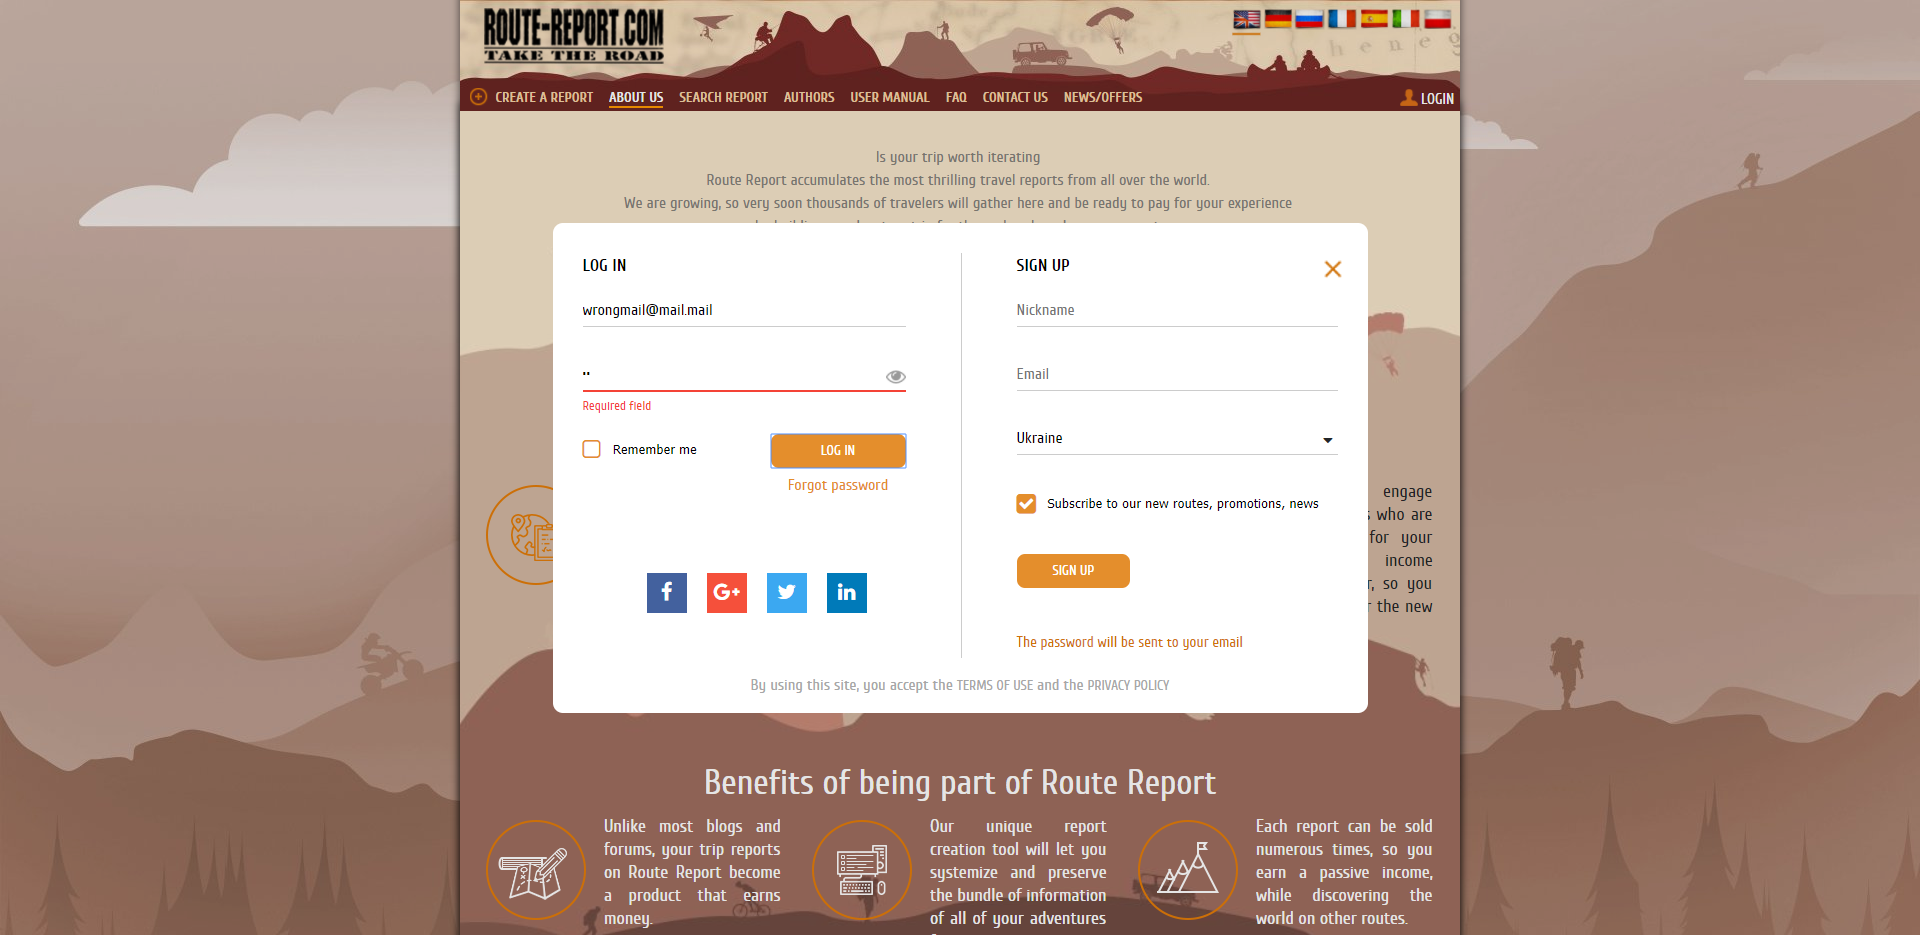 ROUTE-REPORT.COM
TAKE THE ROAD
CREATE A REPORT ABOUT US SEARCH REPORT AUTHORS USER MANUAL FAQ CONTACT US NEWS/OFFERS LOGIN
Is your trip worth iterating
Route Report accumulates the most thrilling travel reports from all over the world.
We are growing, so very soon thousands of travelers will gather here and be ready to pay for your experience
LOG IN
wrongmail@mail.mail
Required field
Remember me
LOG IN
Forgot password
SIGN UP
Nickname
Email
Ukraine
Subscribe to our new routes, promotions, news
SIGN UP
The password will be sent to your email
By using this site, you accept the TERMS OF USE and the PRIVACY POLICY
engage
who are
for your
income
so you
the new
Benefits of being part of Route Report
Unlike most blogs and
forums, your trip reports
on Route Report become
a product that earns
money.
Our unique report
creation tool will let you
systemize and preserve
the bundle of information
of all of your adventures
Each report can be sold
numerous times, so you
earn a passive income,
while discovering the
world on other routes.